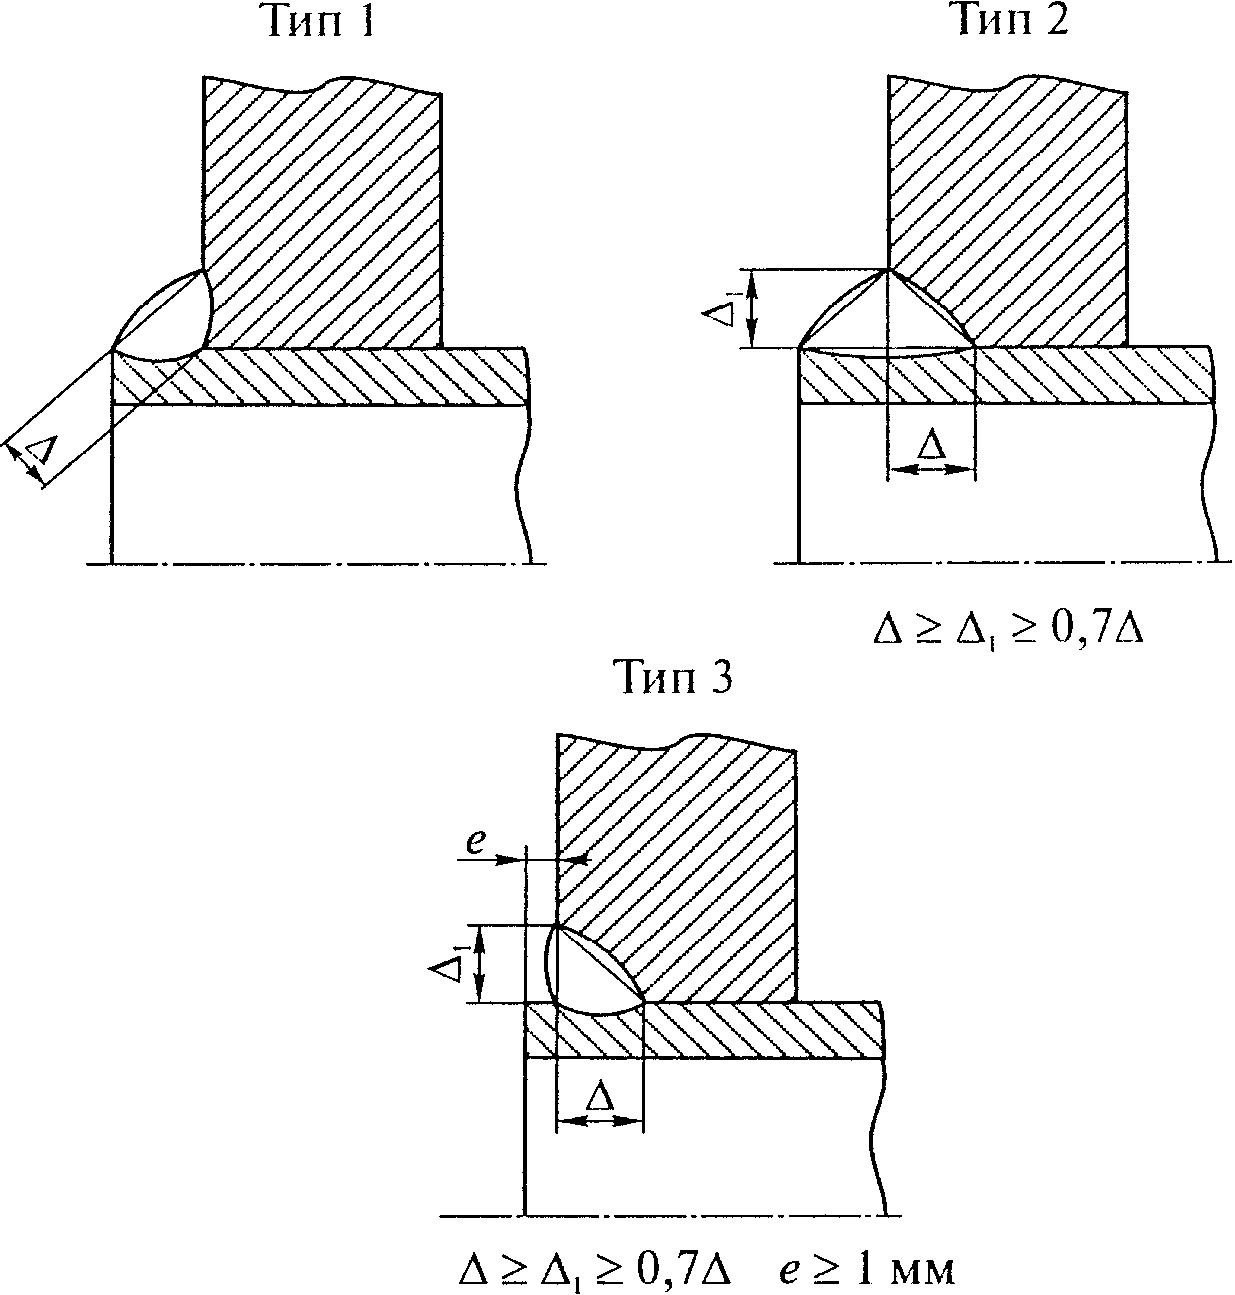 Тип 1
Тип 2
Δ
Δ₁
Δ
Δ ≥ Δ₁ ≥ 0,7Δ
Тип 3
e
Δ₁
Δ
Δ ≥ Δ₁ ≥ 0,7Δ e ≥ 1 мм